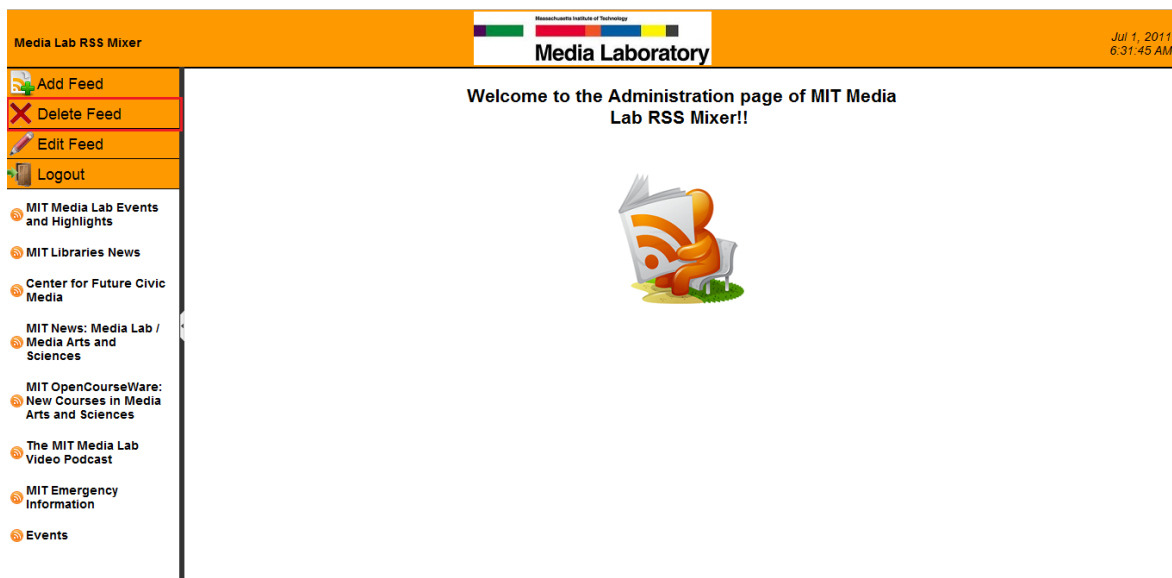 Media Lab RSS Mixer
Massachusetts Institute of Technology
Media Laboratory
Jul 1, 2011
6:31:45 AM
Add Feed
Delete Feed
Edit Feed
Logout
MIT Media Lab Events
and Highlights
MIT Libraries News
Center for Future Civic
Media
MIT News: Media Lab /
Media Arts and
Sciences
MIT OpenCourseWare:
New Courses in Media
Arts and Sciences
The MIT Media Lab
Video Podcast
MIT Emergency
Information
Events
Welcome to the Administration page of MIT Media
Lab RSS Mixer!!